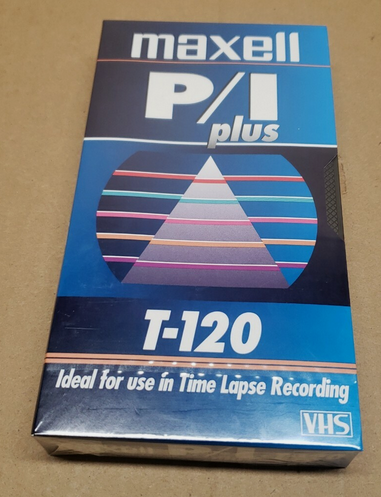 maxell
P/I
plus
T-120
Ideal for use in Time Lapse Recording
VHS